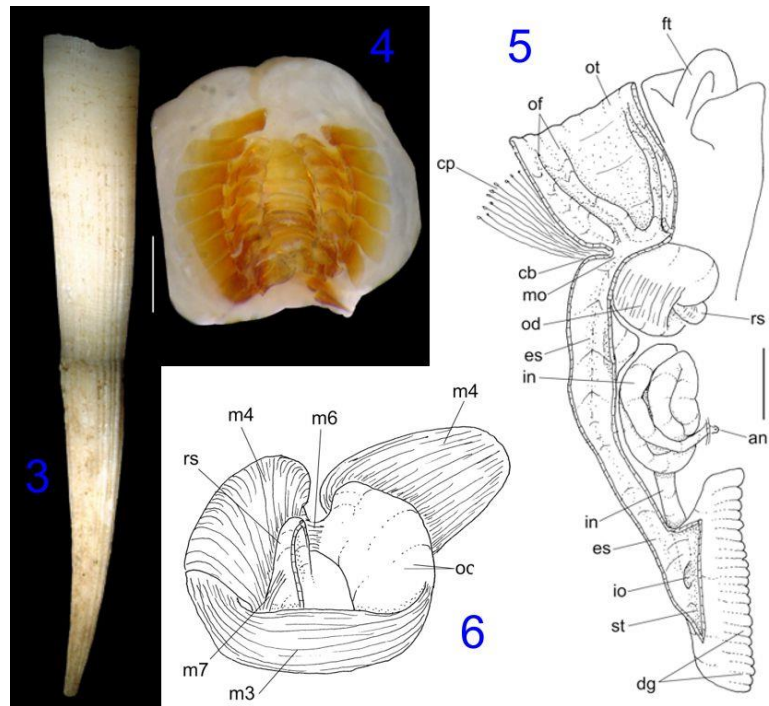 3
4
5
ft
ot
of
cp
cb
mo
od
es
in
rs
an
in
es
io
st
dg
m4
m6
m4
rs
oc
m7
m3
6